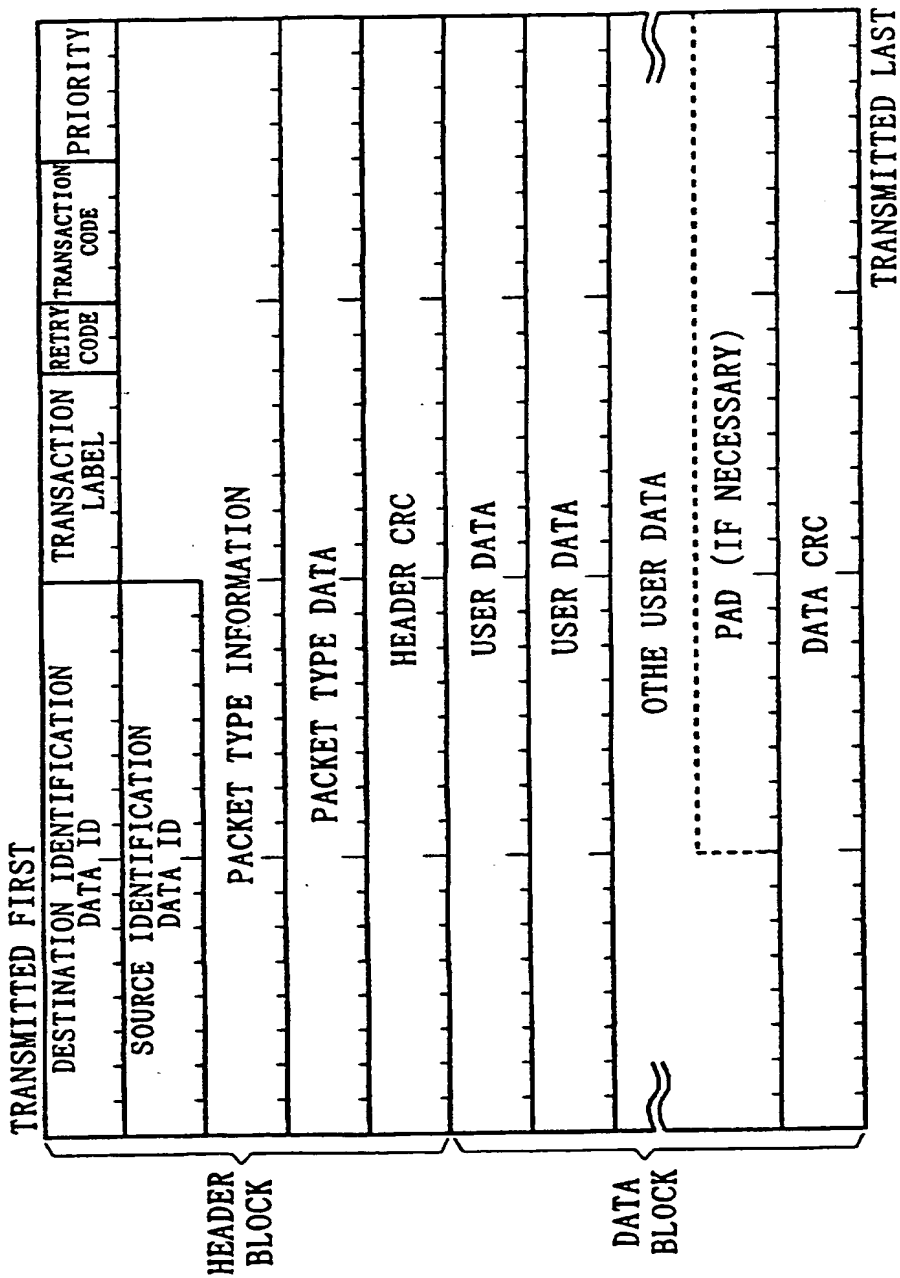 TRANSMITTED FIRST
DESTINATION IDENTIFICATION
DATA ID
TRANSACTION
LABEL
RETRY
CODE
TRANSACTION
CODE
PRIORITY
SOURCE IDENTIFICATION
DATA ID
PACKET TYPE INFORMATION
PACKET TYPE DATA
HEADER CRC
HEADER
BLOCK
USER DATA
USER DATA
OTHE USER DATA
PAD (IF NECESSARY)
DATA CRC
DATA
BLOCK
TRANSMITTED LAST